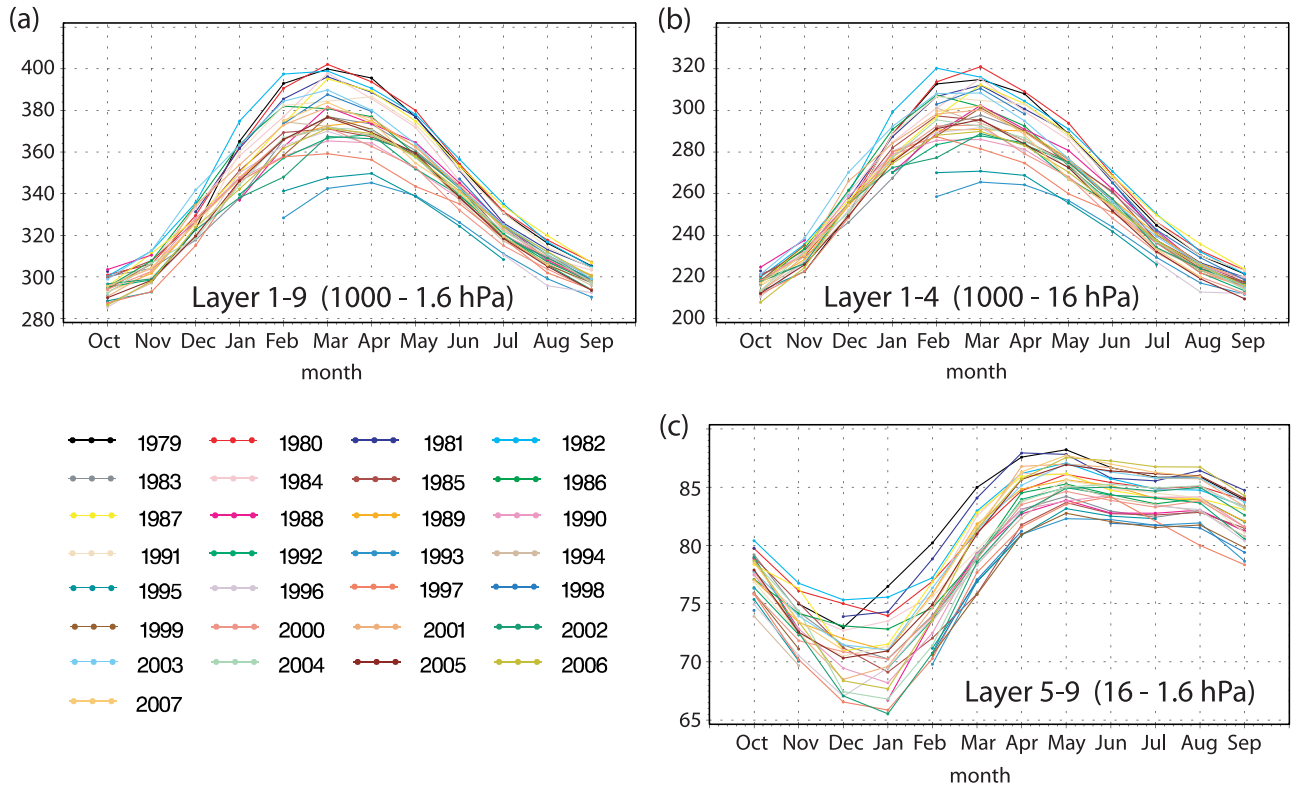 (a)
400
380
360
340
320
300
280
Layer 1-9 (1000 - 1.6 hPa)
Oct Nov Dec Jan Feb Mar Apr May Jun Jul Aug Sep
month
(b)
320
300
280
260
240
220
200
Layer 1-4 (1000 - 16 hPa)
Oct Nov Dec Jan Feb Mar Apr May Jun Jul Aug Sep
month
1979 1980 1981 1982
1983 1984 1985 1986
1987 1988 1989 1990
1991 1992 1993 1994
1995 1996 1997 1998
1999 2000 2001 2002
2003 2004 2005 2006
2007
(c)
85
80
75
70
65
Layer 5-9 (16 - 1.6 hPa)
Oct Nov Dec Jan Feb Mar Apr May Jun Jul Aug Sep
month